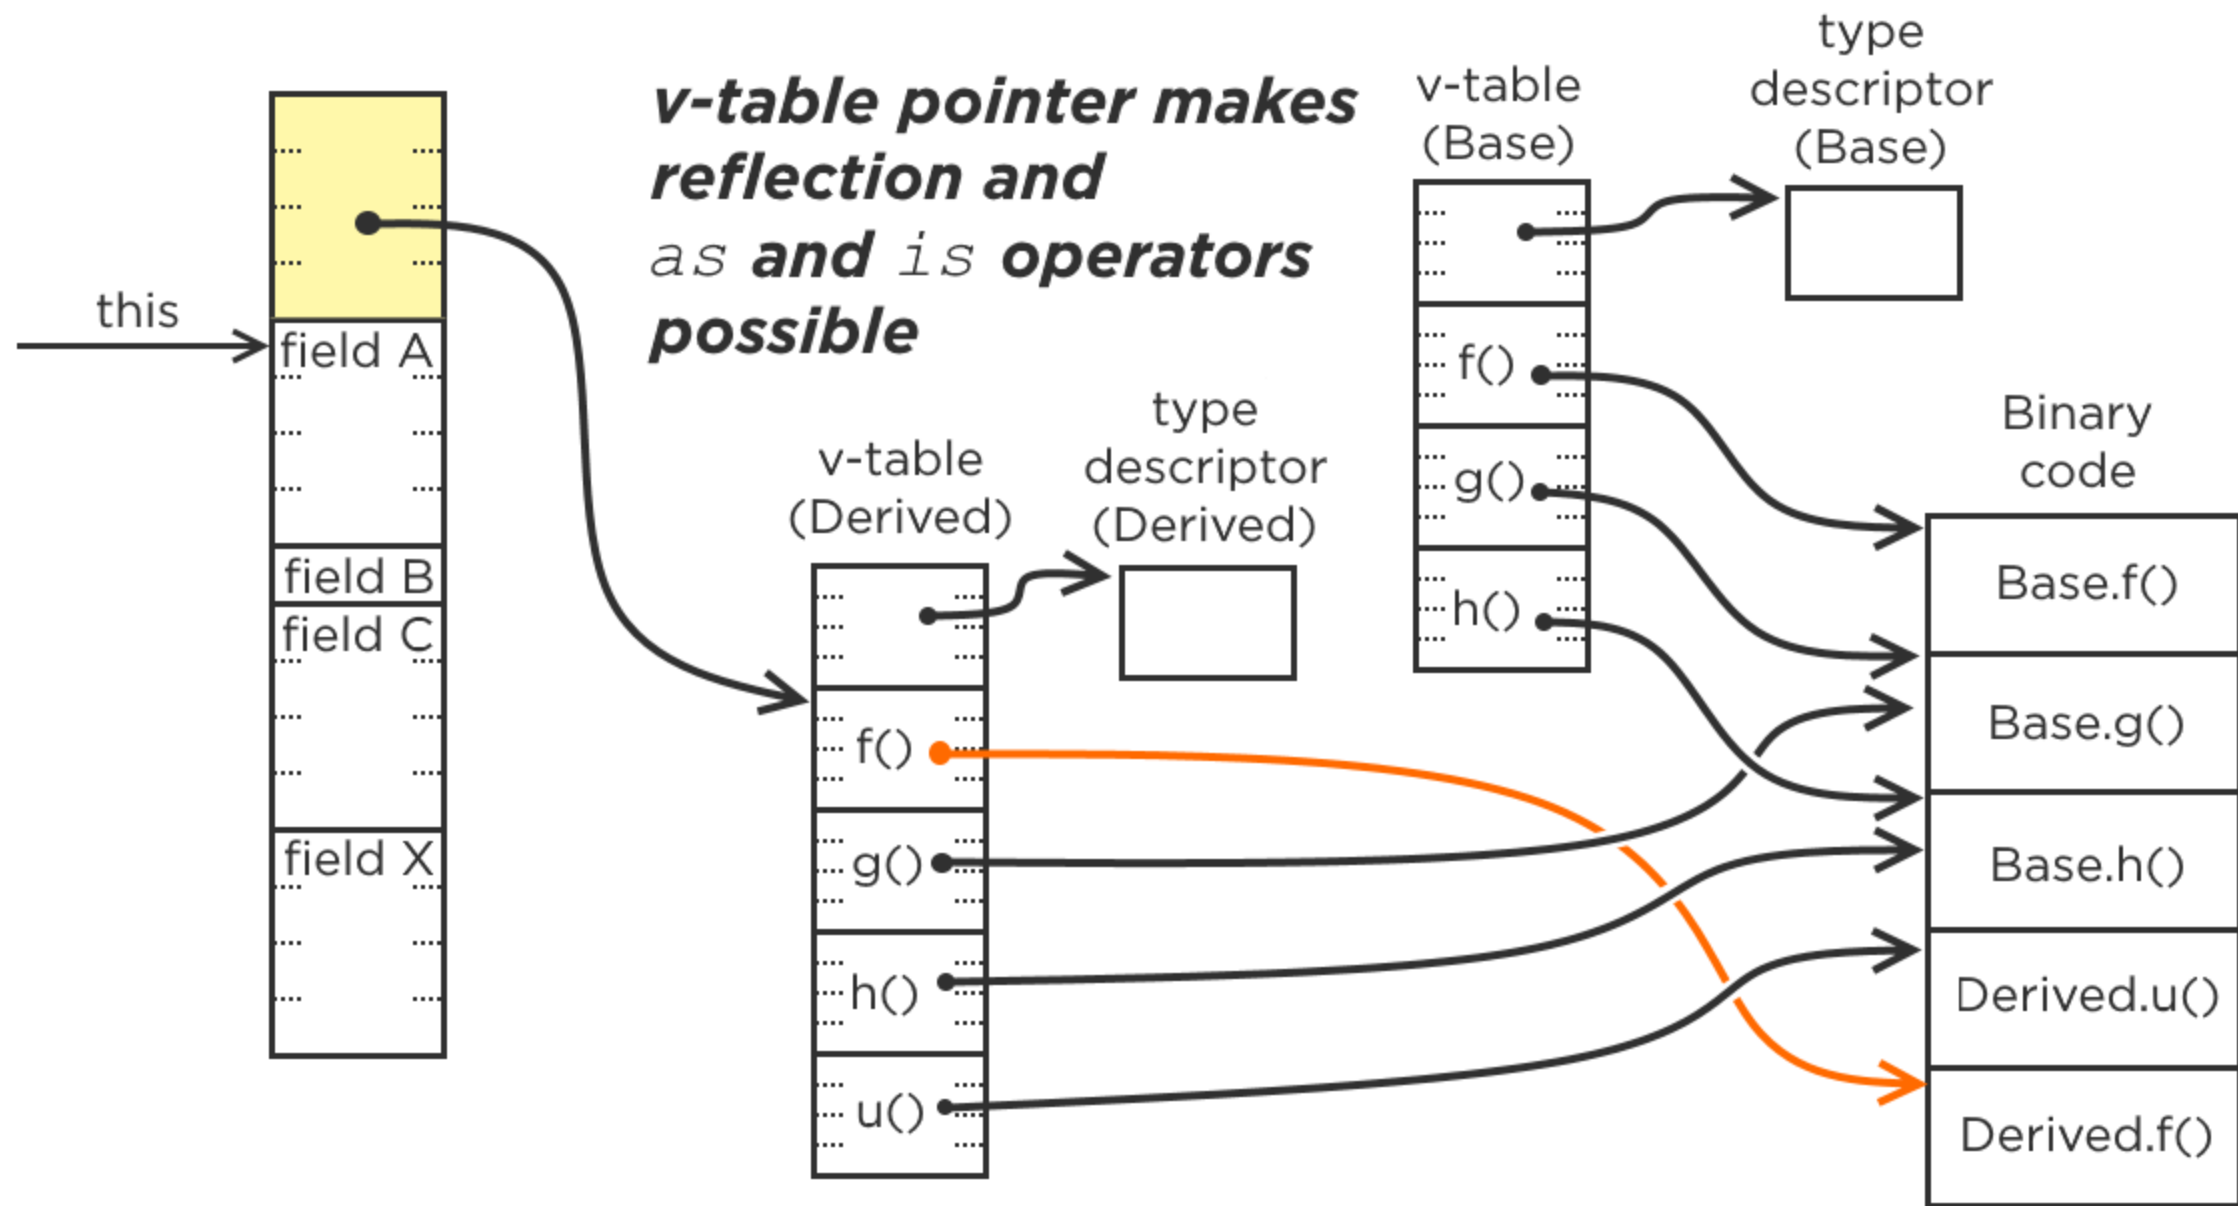 this
field A
field B
field C
field X
v-table pointer makes
reflection and
as and is operators
possible
v-table
(Derived)
f()
g()
h()
u()
type
descriptor
(Derived)
v-table
(Base)
f()
g()
h()
type
descriptor
(Base)
Binary
code
Base.f()
Base.g()
Base.h()
Derived.u()
Derived.f()